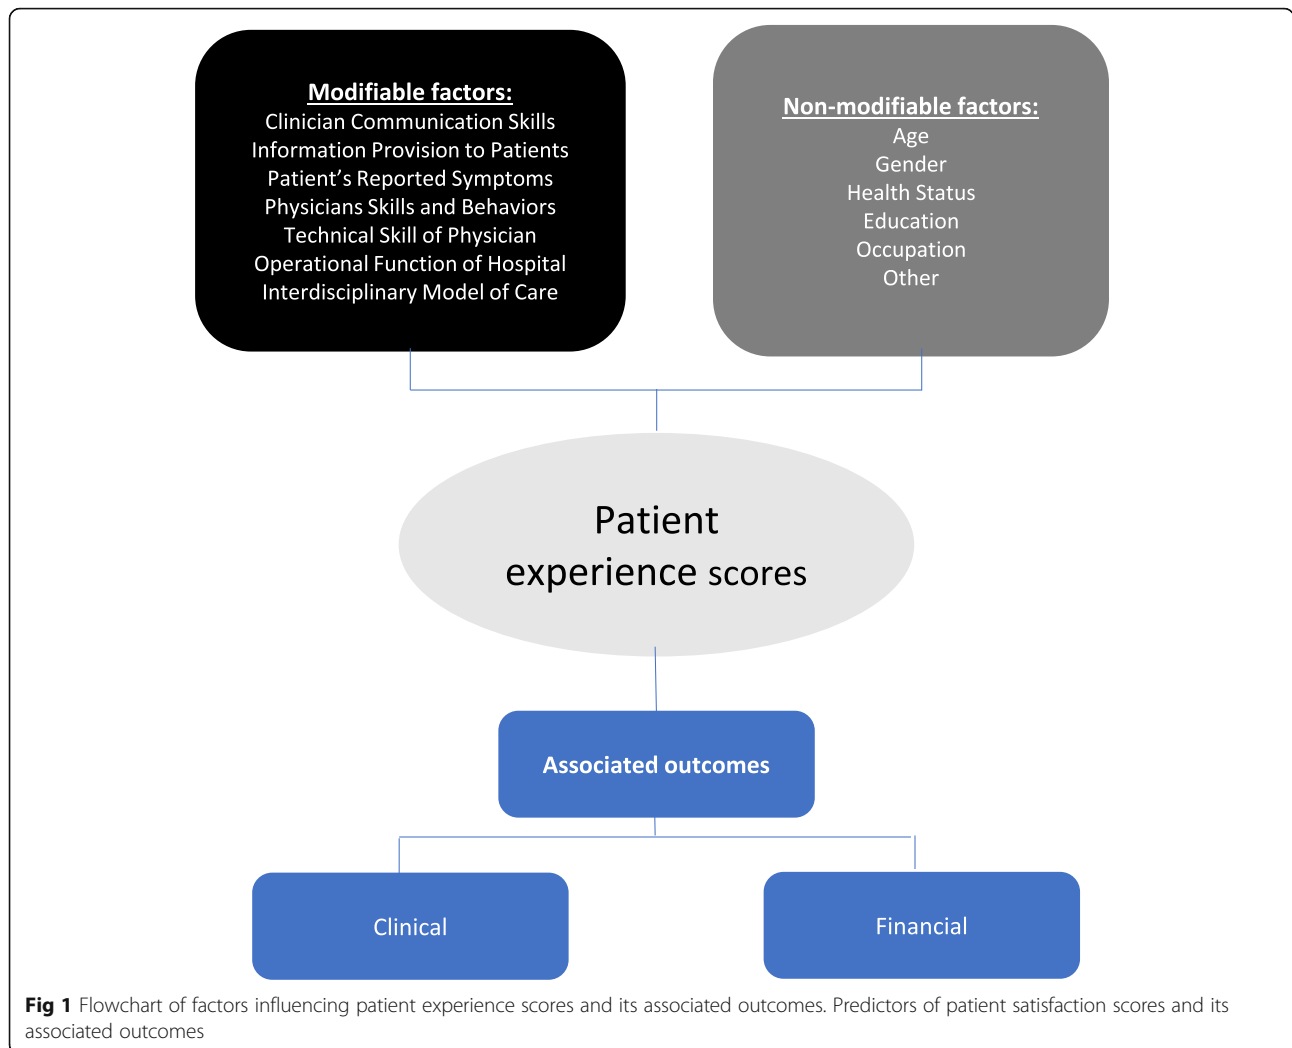 Modifiable factors:
Clinician Communication Skills
Information Provision to Patients
Patient’s Reported Symptoms
Physicians Skills and Behaviors
Technical Skill of Physician
Operational Function of Hospital
Interdisciplinary Model of Care
Non-modifiable factors:
Age
Gender
Health Status
Education
Occupation
Other
Patient
experience scores
Associated outcomes
Clinical
Financial
Fig 1 Flowchart of factors influencing patient experience scores and its associated outcomes. Predictors of patient satisfaction scores and its
associated outcomes